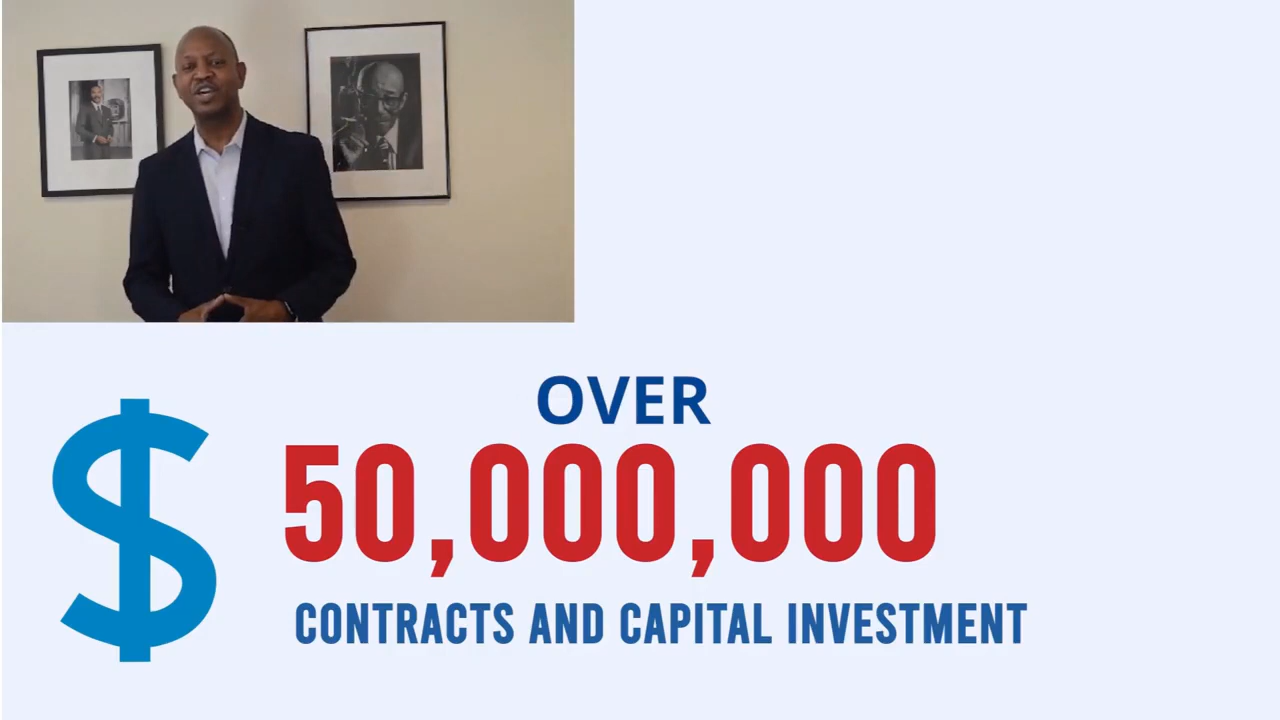 OVER
$ 50,000,000
CONTRACTS AND CAPITAL INVESTMENT